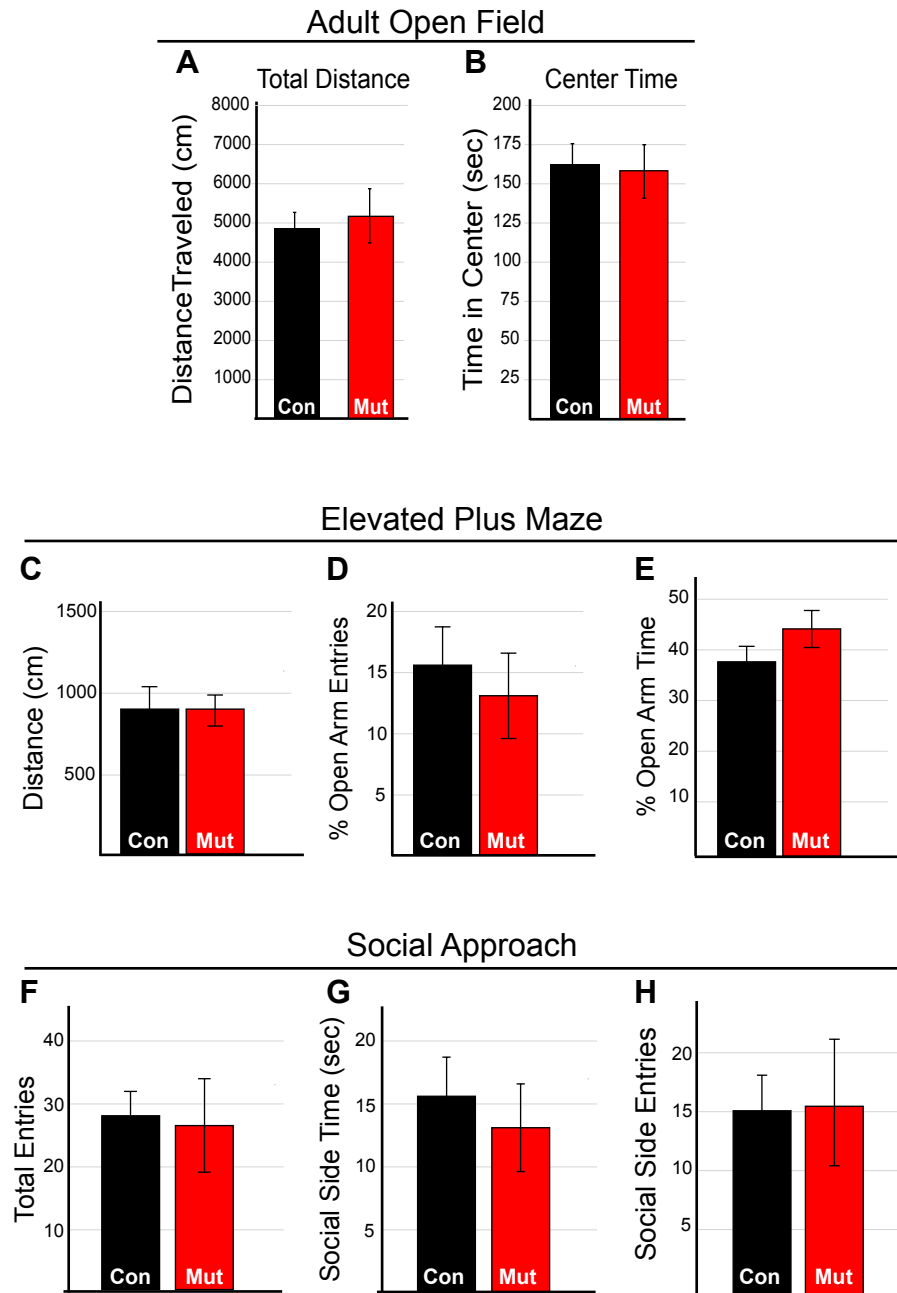 Adult Open Field
A
B
Total Distance
Center Time
DistanceTraveled (cm)
8000
7000
6000
5000
4000
3000
2000
1000
Con
Mut
Time in Center (sec)
200
175
150
125
100
75
50
25
Con
Mut
Elevated Plus Maze
C
D
E
Distance (cm)
1500
1000
500
Con
Mut
% Open Arm Entries
20
15
10
5
Con
Mut
% Open Arm Time
50
40
30
20
10
Con
Mut
Social Approach
F
G
H
Total Entries
40
30
20
10
Con
Mut
Social Side Time (sec)
20
15
10
5
Con
Mut
Social Side Entries
20
15
10
5
Con
Mut